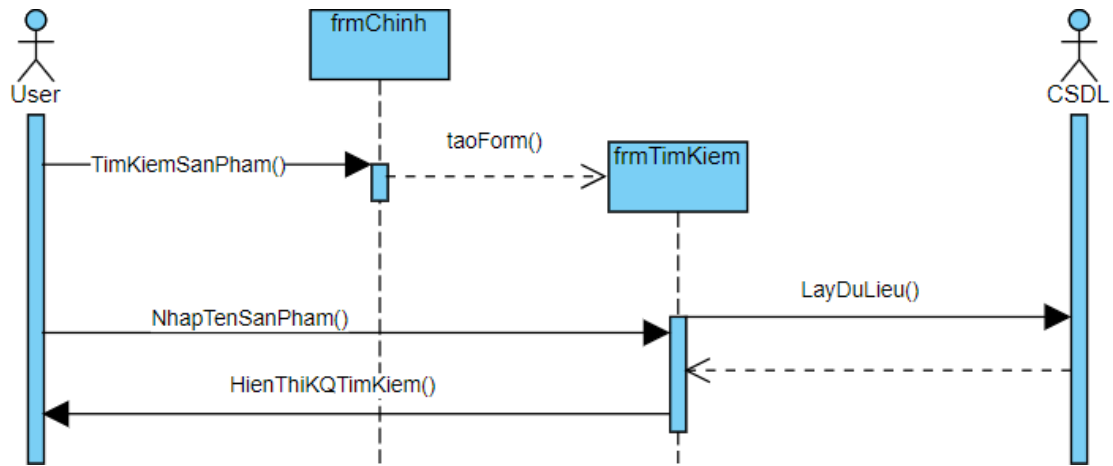 frmChinh
User
CSDL
taoForm()
TimKiemSanPham()
frmTimKiem
LayDuLieu()
NhapTenSanPham()
HienThiKQTimKiem()